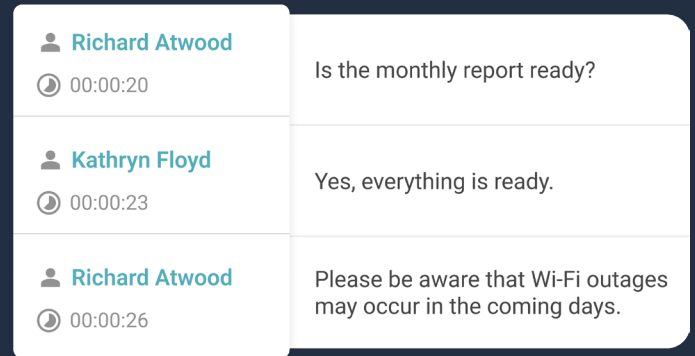 Richard Atwood
00:00:20
Is the monthly report ready?
Kathryn Floyd
00:00:23
Yes, everything is ready.
Richard Atwood
00:00:26
Please be aware that Wi-Fi outages
may occur in the coming days.